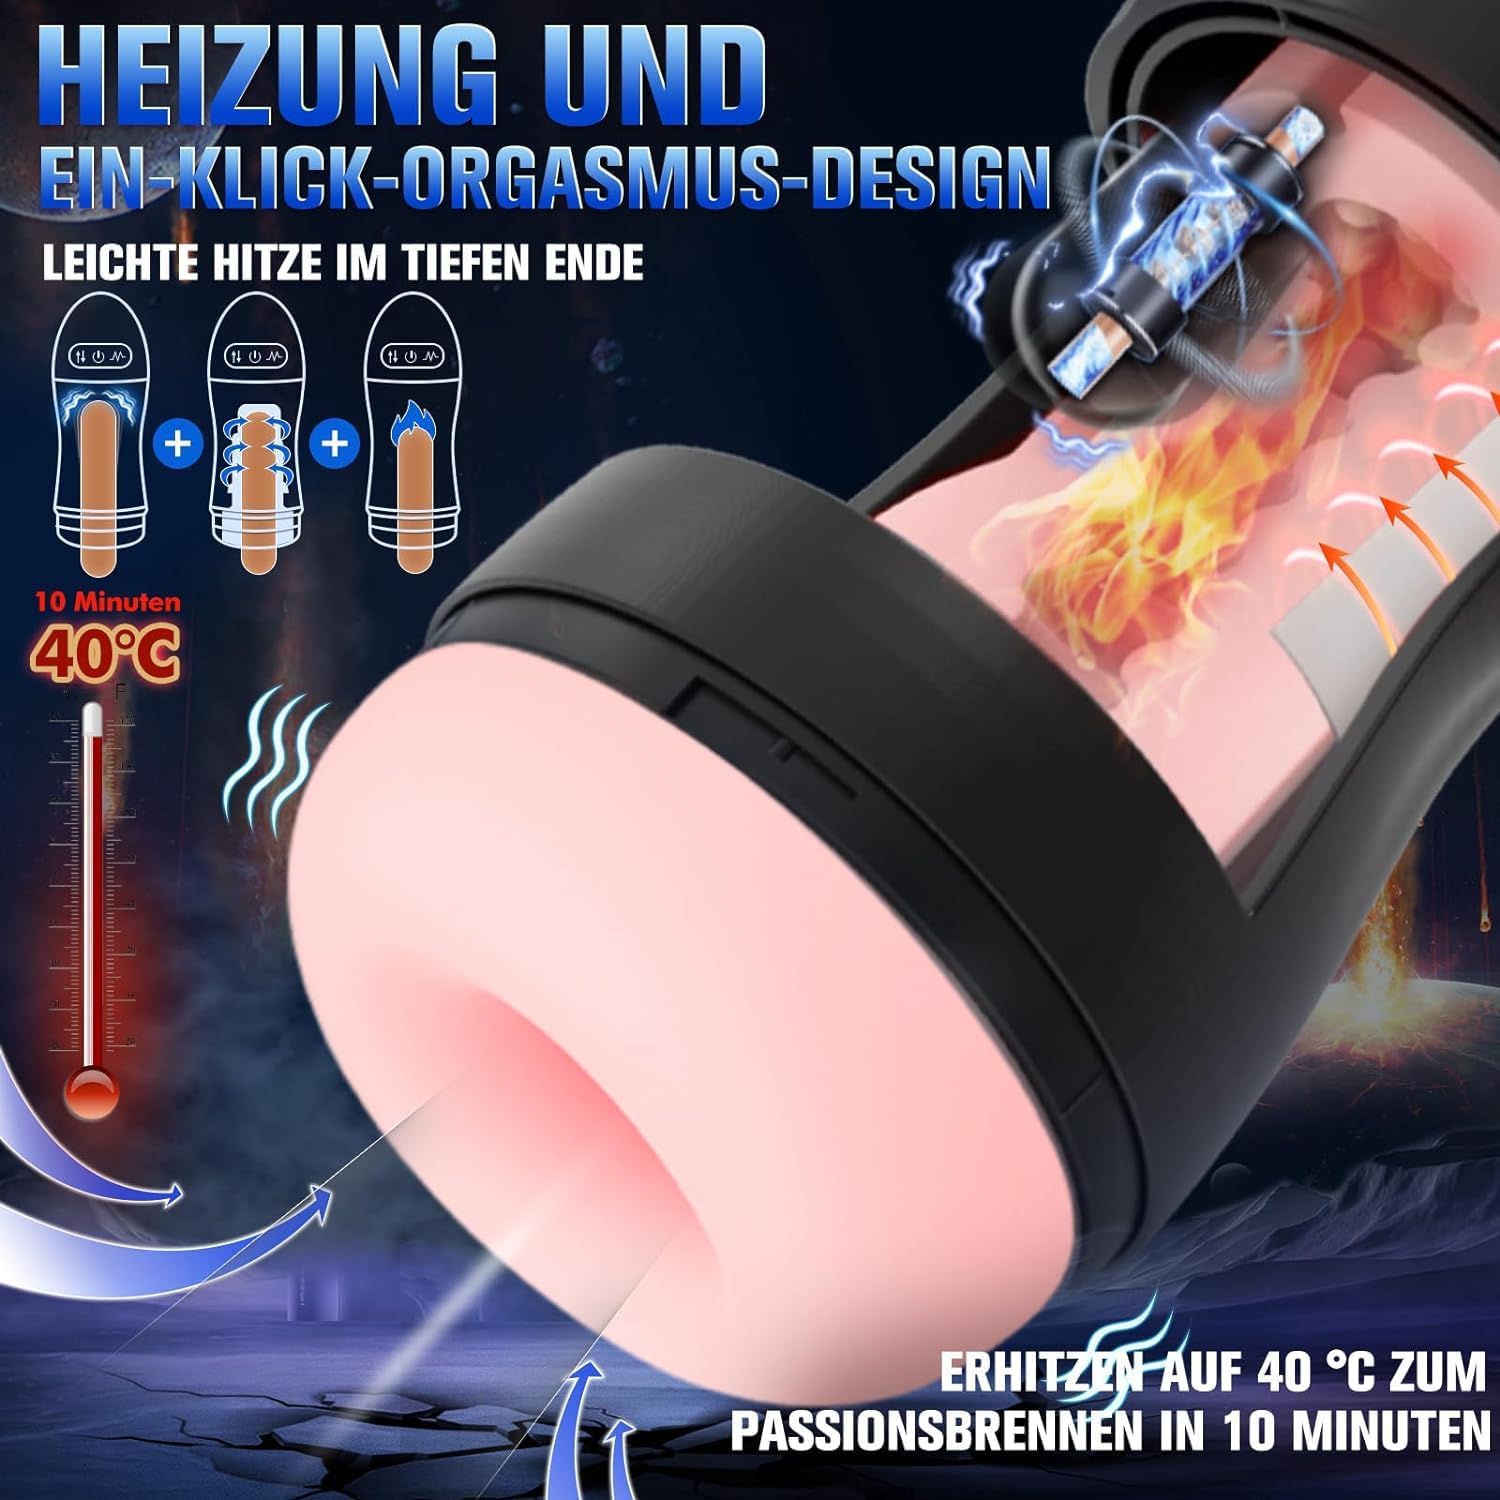 HEIZUNG UND
EIN-KLICK-ORGASMUS-DESIGN
LEICHTE HITZE IM TIEFEN ENDE
10 Minuten
40°C
F
ERHITZEN AUF 40 °C ZUM
PASSIONSBRENNEN IN 10 MINUTEN